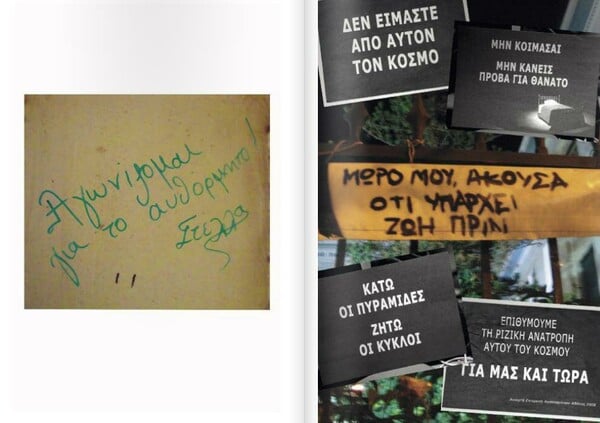 Αγωνίζομαι
για το αυθόρμητο!
Στέλλα
ΔΕΝ ΕΙΜΑΣΤΕ
ΑΠΟ ΑΥΤΟΝ
ΤΟΝ ΚΟΣΜΟ
ΜΗΝ ΚΟΙΜΑΣΑΙ
ΜΗΝ ΚΑΝΕΙΣ
ΠΡΟΒΑ ΓΙΑ ΘΑΝΑΤΟ
ΜΩΡΟ ΜΟΥ, ΑΚΟΥΣΑ
ΟΤΙ ΥΠΑΡΧΕΙ
ΖΩΗ ΠΡΙΝ
ΚΑΤΩ
ΟΙ ΠΥΡΑΜΙΔΕΣ
ΖΗΤΩ
ΟΙ ΚΥΚΛΟΙ
ΕΠΙΘΥΜΟΥΜΕ
ΤΗ ΡΙΖΙΚΗ ΑΝΑΤΡΟΠΗ
ΑΥΤΟΥ ΤΟΥ ΚΟΣΜΟΥ
ΓΙΑ ΜΑΣ ΚΑΙ ΤΩΡΑ